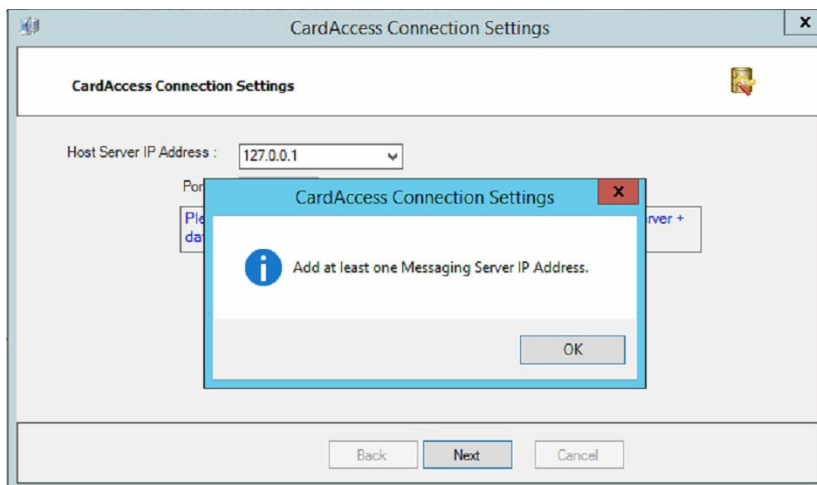 CardAccess Connection Settings
x
CardAccess Connection Settings
Host Server IP Address :
127.0.0.1
CardAccess Connection Settings
x
Add at least one Messaging Server IP Address.
OK
Back
Next
Cancel